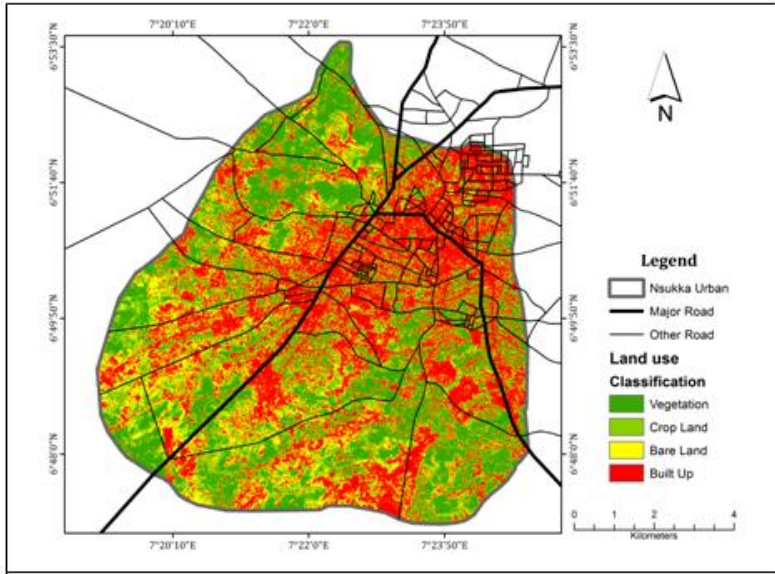 7°20'10"E 7°22'0"E 7°23'50"E
6°53'30"N 6°53'30"N
6°51'40"N 6°51'40"N
6°49'50"N 6°49'50"N
6°48'0"N 6°48'0"N
7°20'10"E 7°22'0"E 7°23'50"E
N
Legend
Nsukka Urban
Major Road
Other Road
Land use
Classification
Vegetation
Crop Land
Bare Land
Built Up
0 1 2 4
Kilometers